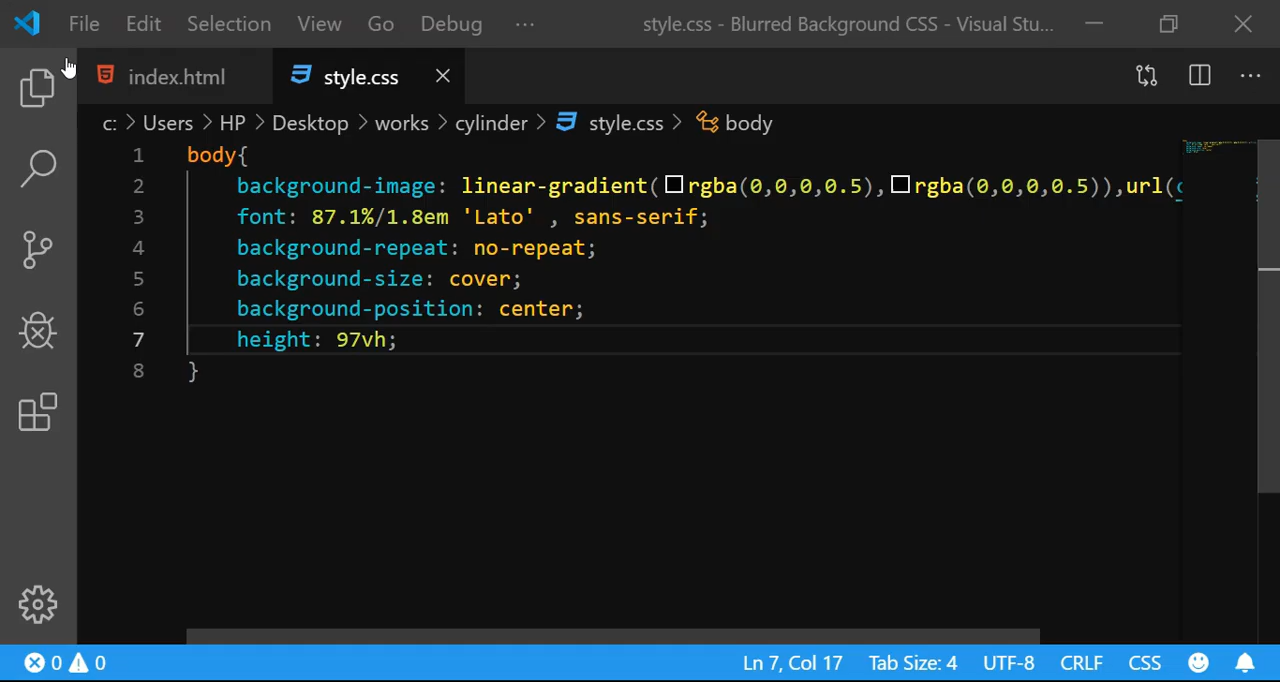 File Edit Selection View Go Debug ··· style.css - Blurred Background CSS - Visual Stu...
index.html style.css
c: > Users > HP > Desktop > works > cylinder > style.css > body
1 body{
2 background-image: linear-gradient(rgba(0,0,0,0.5),rgba(0,0,0,0.5)),url(
3 font: 87.1%/1.8em 'Lato' , sans-serif;
4 background-repeat: no-repeat;
5 background-size: cover;
6 background-position: center;
7 height: 97vh;
8 }
0 0 Ln 7, Col 17 Tab Size: 4 UTF-8 CRLF CSS